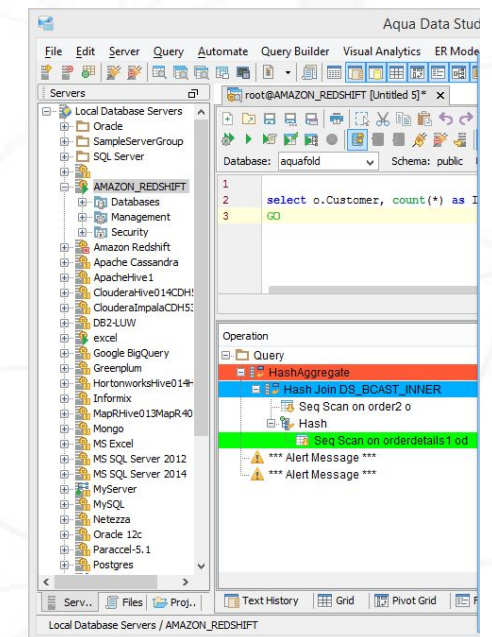 Aqua Data Stud
File Edit Server Query Automate Query Builder Visual Analytics ER Mode
Servers
root@AMAZON_REDSHIFT [Untitled 5]*
Local Database Servers
Oracle
SampleServerGroup
SQL Server
AMAZON_REDSHIFT
Databases
Management
Security
Amazon Redshift
Apache Cassandra
ApacheHive1
ClouderaHive014CDH5
ClouderaImpalaCDH53
DB2-LUW
excel
Google BigQuery
Greenplum
HortonworksHive014H
Informix
MapRHive013MapR40
Mongo
MS Excel
MS SQL Server 2012
MS SQL Server 2014
MyServer
MySQL
Netezza
Oracle 12c
Paraccel-5.1
Postgres
Serv.. Files Proj..
Database: aquafold Schema: public
1
2 select o.Customer, count(*) as I
3 GO
Operation
Query
HashAggregate
Hash Join DS_BCAST_INNER
Seq Scan on order2 o
Hash
Seq Scan on orderdetails1 od
*** Alert Message ***
*** Alert Message ***
Text History Grid Pivot Grid F
Local Database Servers / AMAZON_REDSHIFT